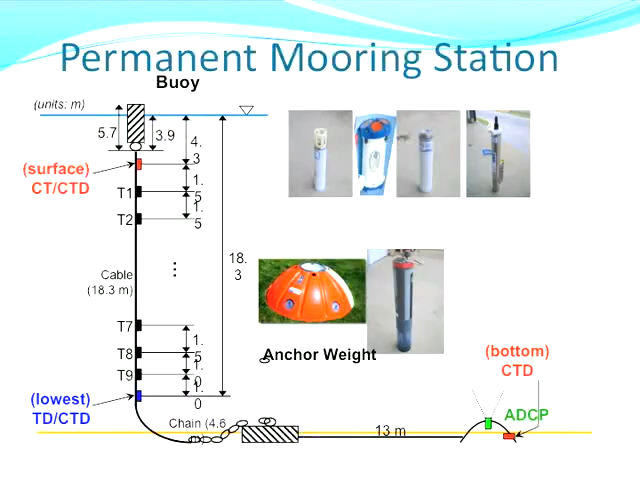 Permanent Mooring Station
Buoy
(units: m)
5.7
3.9
4.
3
(surface)
CT/CTD
1.
5
T1
1.
5
T2
18.
3
Cable
(18.3 m)
...
T7
1.
5
T8
1.
0
T9
1.
0
(lowest)
TD/CTD
Anchor Weight
(bottom)
CTD
ADCP
Chain (4.6
m)
13 m